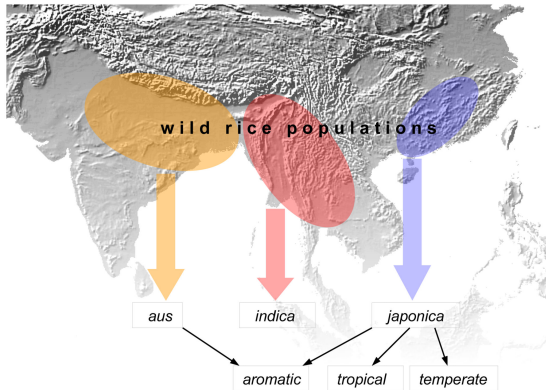 wild rice populations
aus indica japonica
aromatic tropical temperate